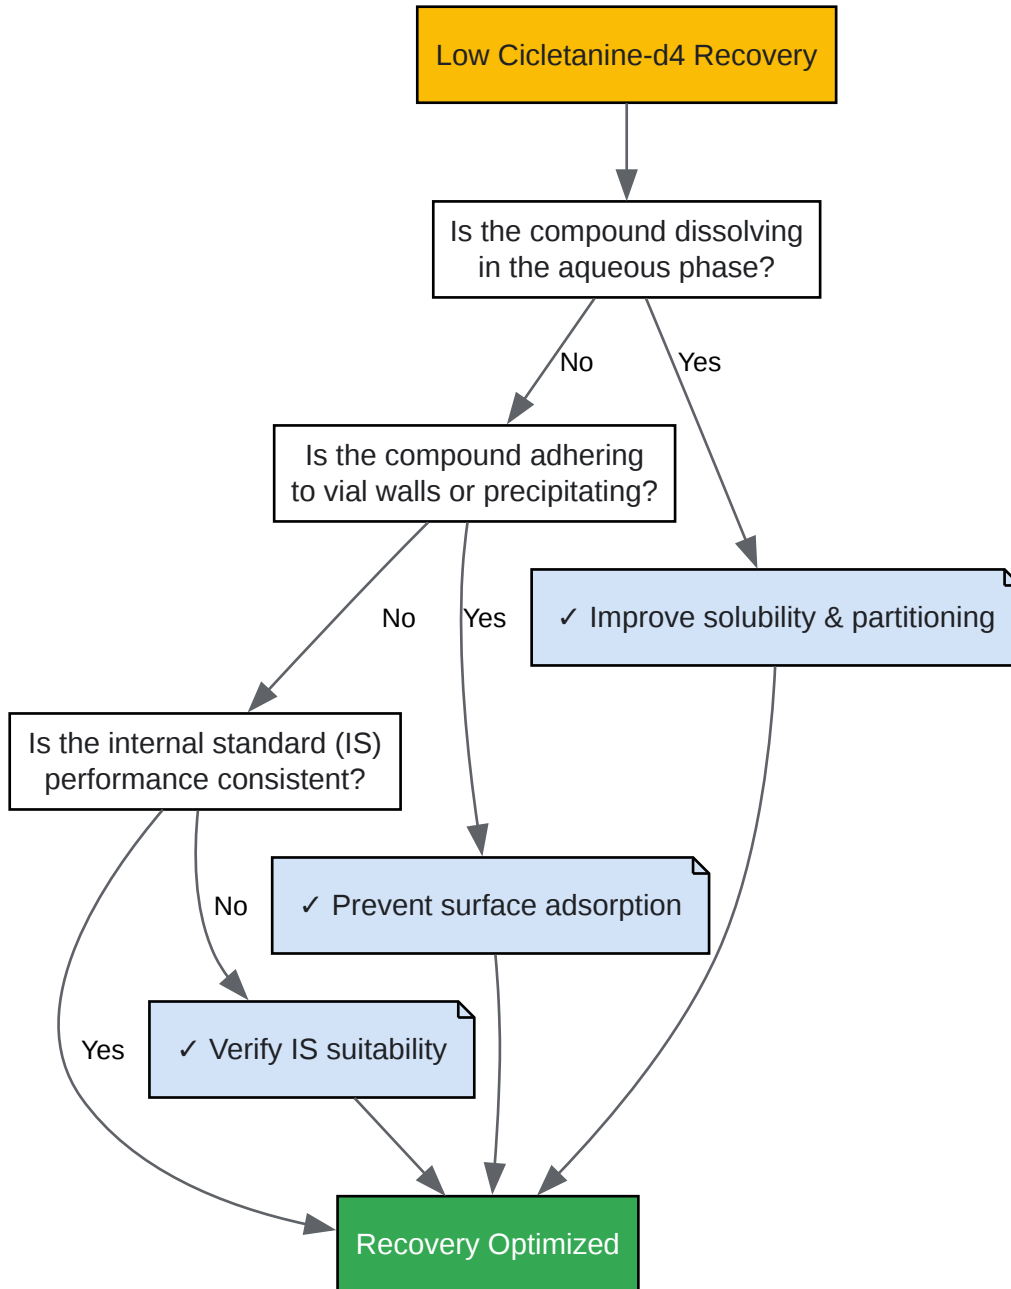 Low Cicletanine-d4 Recovery
Is the compound dissolving
in the aqueous phase?
No
Yes
Is the compound adhering
to vial walls or precipitating?
No
Yes
✓ Improve solubility & partitioning
Is the internal standard (IS)
performance consistent?
No
✓ Prevent surface adsorption
Yes
✓ Verify IS suitability
Recovery Optimized